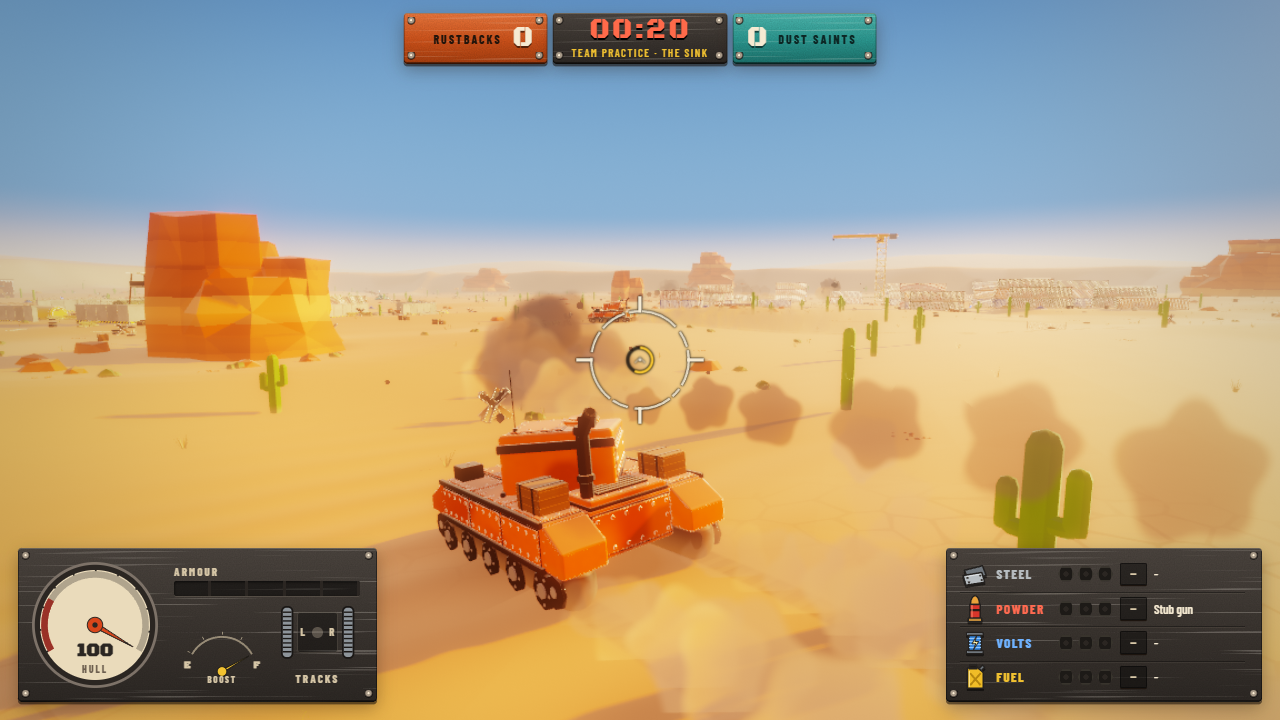 RUSTBACKS 0
00:20
TEAM PRACTICE - THE SINK
0 DUST SAINTS
ARMOUR
100
HULL
E F
BOOST
L R
TRACKS
STEEL - -
POWDER - Stub gun
VOLTS - -
FUEL - -